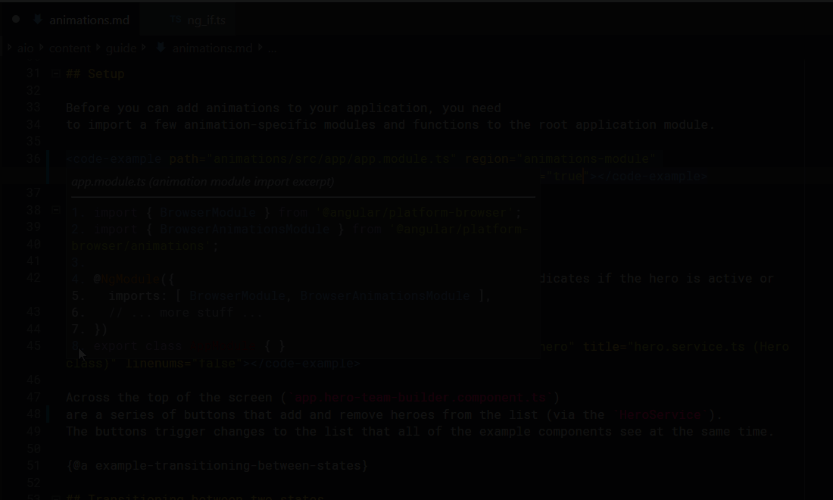 animations.md
ng_if.ts
aio > content > guide > animations.md > ...
31 ## Setup
32
33 Before you can add animations to your application, you need
34 to import a few animation-specific modules and functions to the root application module.
35
36 <code-example path="animations/src/app/app.module.ts" region="animations-module"
="true"></code-example>
app.module.ts (animation module import excerpt)
37
1. import { BrowserModule } from '@angular/platform-browser';
38
2. import { BrowserAnimationsModule } from '@angular/platform-
39
browser/animations';
40
3.
41
4. @NgModule({
42 dicates if the hero is active or
5. imports: [ BrowserModule, BrowserAnimationsModule ],
6. // ... more stuff ...
43
7. })
44
8. export class { }
45 hero" title="hero.service.ts (Hero
class)" linenums="false"></code-example>
46
47 Across the top of the screen (`app.hero-team-builder.component.ts`)
48 are a series of buttons that add and remove heroes from the list (via the `HeroService`).
49 The buttons trigger changes to the list that all of the example components see at the same time.
50
51 {@a example-transitioning-between-states}
52
## Transitioning between two states